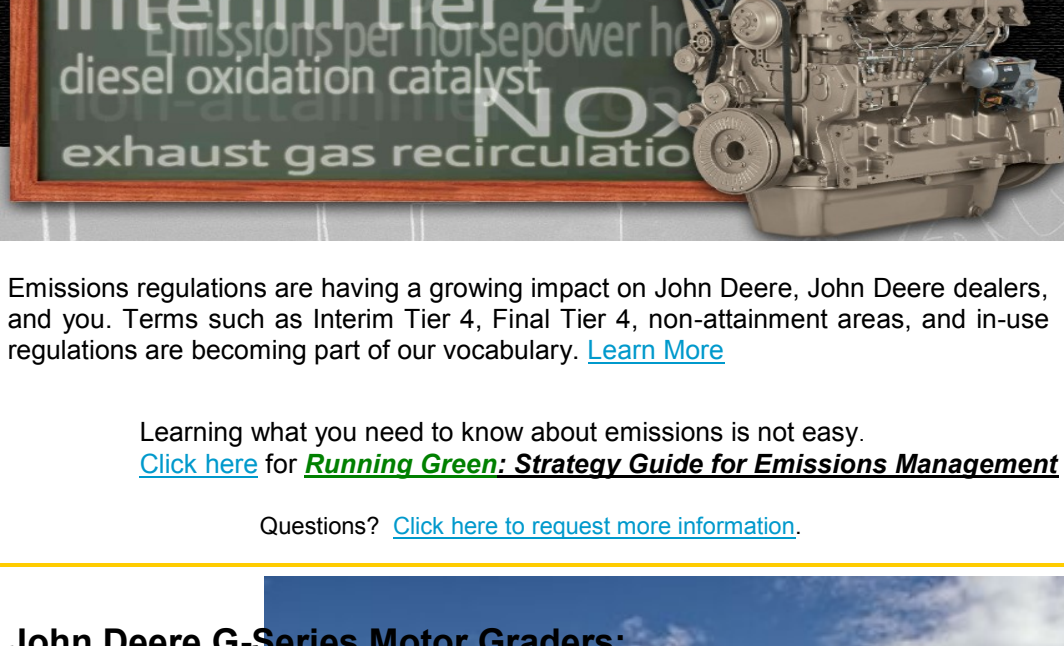 interim tier 4
Emissions per horsepower ho
diesel oxidation catalyst
non-attainment zon
NOx
exhaust gas recirculatio
Emissions regulations are having a growing impact on John Deere, John Deere dealers,
and you. Terms such as Interim Tier 4, Final Tier 4, non-attainment areas, and in-use
regulations are becoming part of our vocabulary. Learn More
Learning what you need to know about emissions is not easy.
Click here for Running Green: Strategy Guide for Emissions Management
Questions? Click here to request more information.
John Deere G-Series Motor Graders: